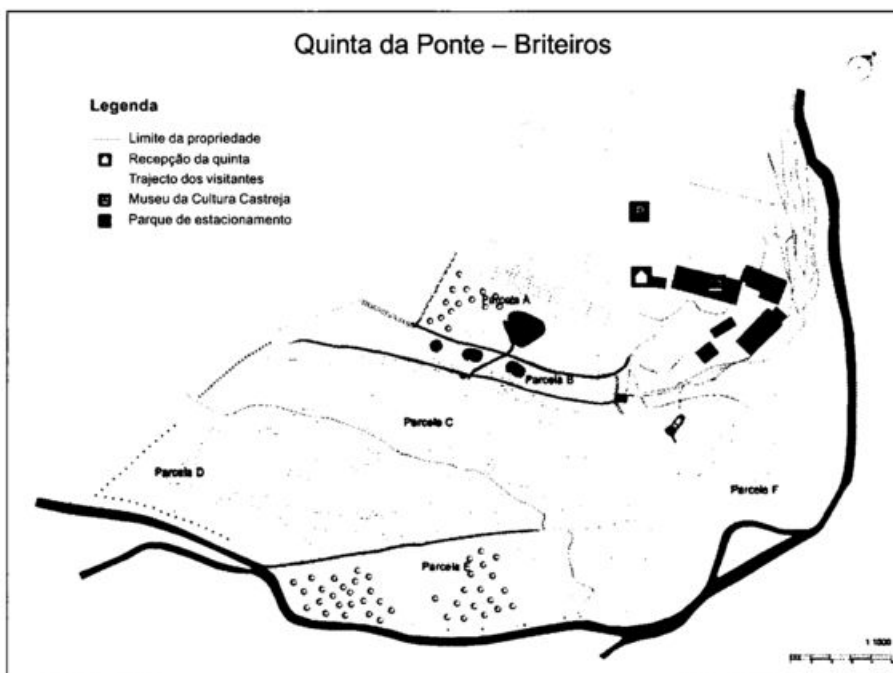 Quinta da Ponte – Briteiros
Legenda
Limite da propriedade
Recepção da quinta
Trajecto dos visitantes
Museu da Cultura Castreja
Parque de estacionamento
Parcela A
Parcela B
Parcela C
Parcela D
Parcela F
Parcela E
1 1000